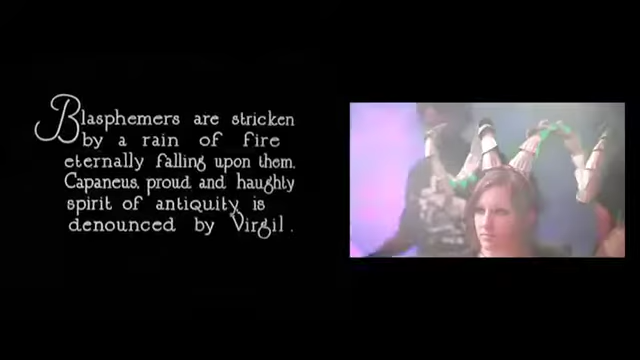 Blasphemers are stricken
by a rain of fire
eternally falling upon them.
Capaneus, proud and haughty
spirit of antiquity is
denounced by Virgil.